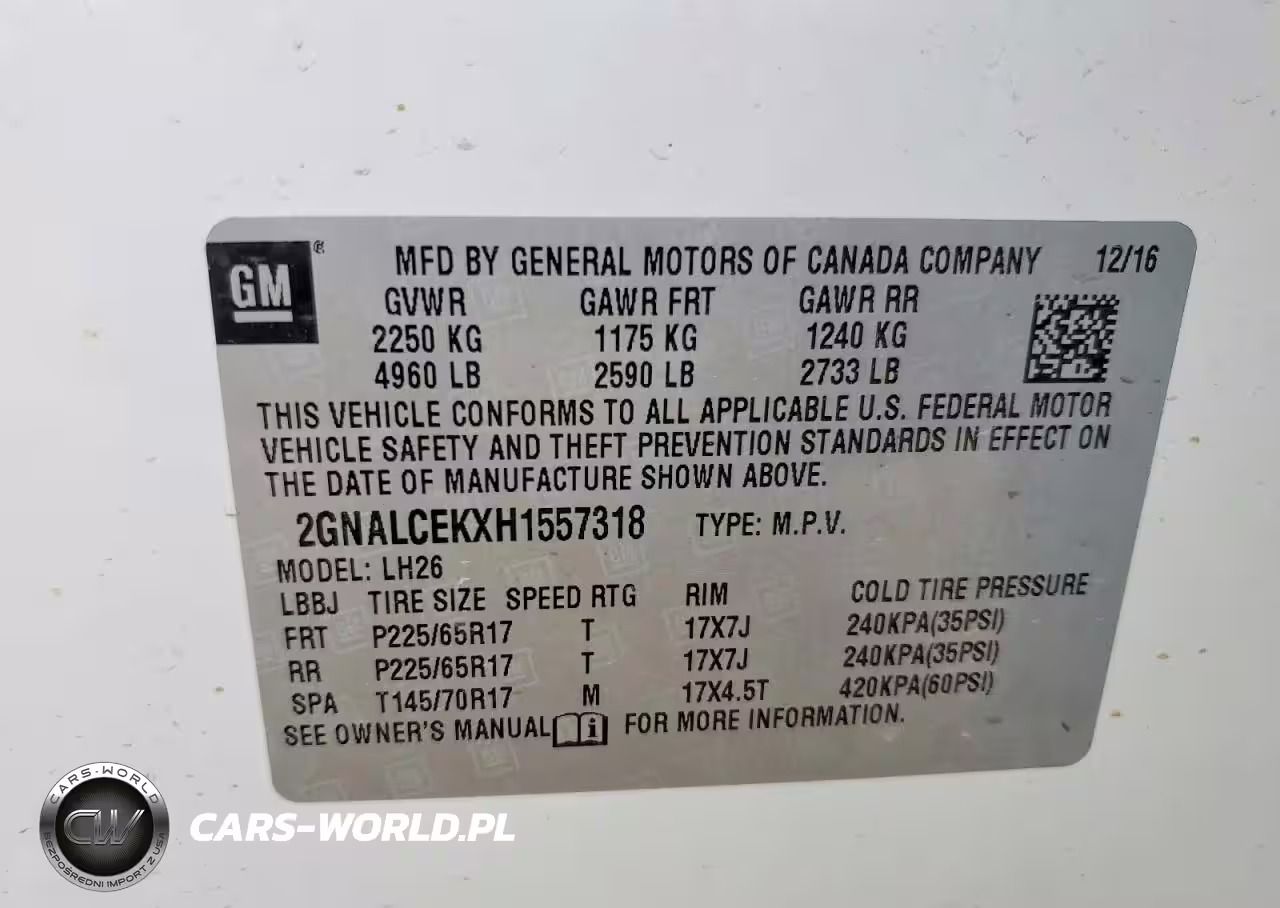 GM ® MFD BY GENERAL MOTORS OF CANADA COMPANY 12/16
GVWR GAWR FRT GAWR RR
2250 KG 1175 KG 1240 KG
4960 LB 2590 LB 2733 LB
THIS VEHICLE CONFORMS TO ALL APPLICABLE U.S. FEDERAL MOTOR
VEHICLE SAFETY AND THEFT PREVENTION STANDARDS IN EFFECT ON
THE DATE OF MANUFACTURE SHOWN ABOVE.
2GNALCEKXH1557318 TYPE: M.P.V.
MODEL: LH26
LBBJ TIRE SIZE SPEED RTG RIM COLD TIRE PRESSURE
FRT P225/65R17 T 17X7J 240KPA(35PSI)
RR P225/65R17 T 17X7J 240KPA(35PSI)
SPA T145/70R17 M 17X4.5T 420KPA(60PSI)
SEE OWNER'S MANUAL i FOR MORE INFORMATION.
CARS-WORLD
CW
BEZPOŚREDNI IMPORT Z USA
CARS-WORLD.PL